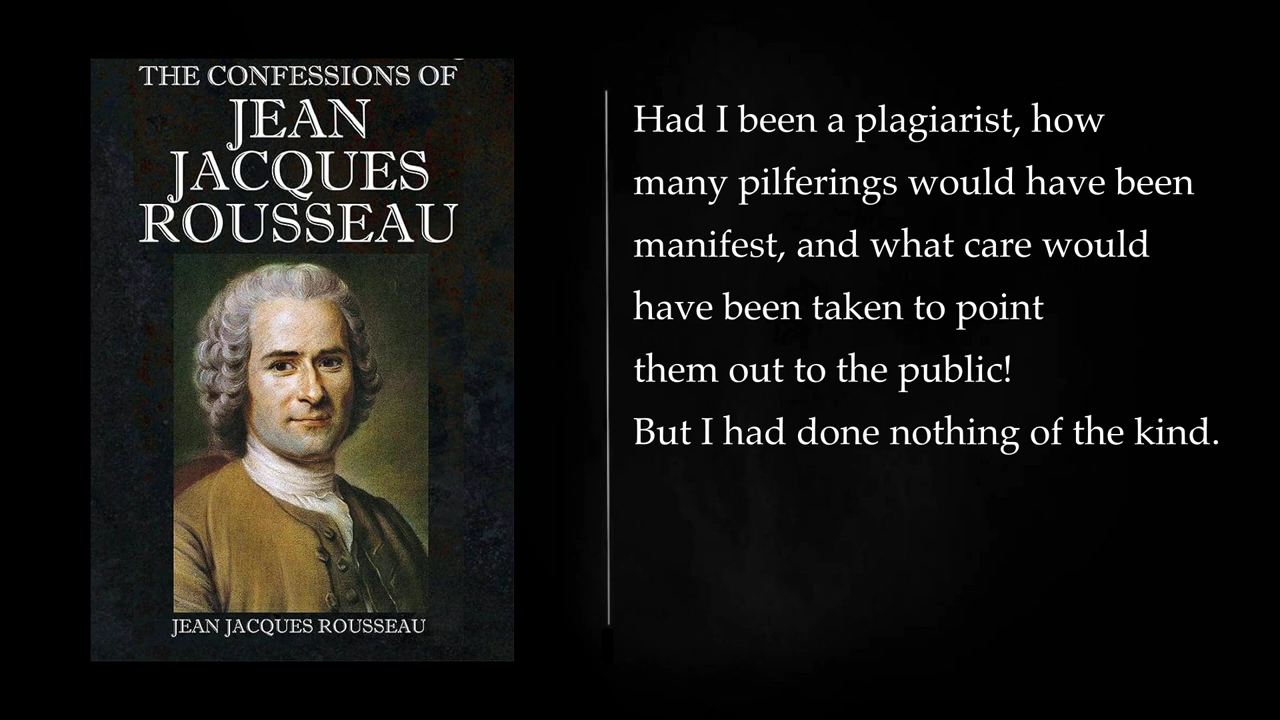 THE CONFESSIONS OF
JEAN
JACQUES
ROUSSEAU
JEAN JACQUES ROUSSEAU
Had I been a plagiarist, how
many pilferings would have been
manifest, and what care would
have been taken to point
them out to the public!
But I had done nothing of the kind.